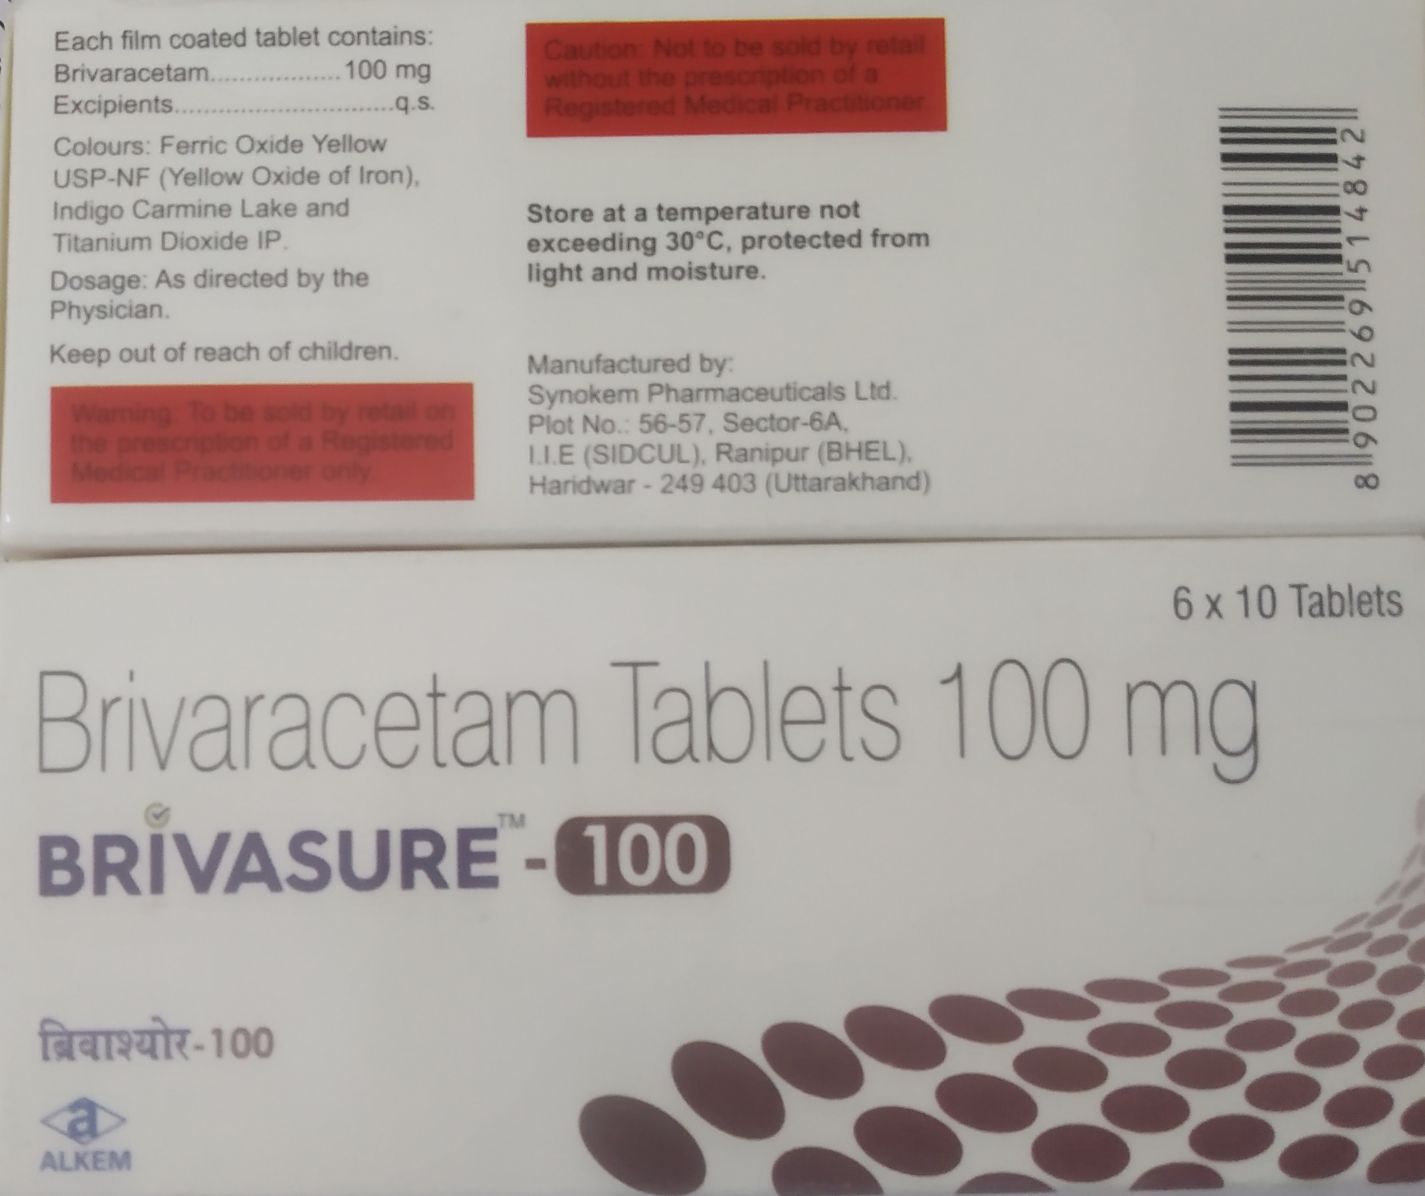 Each film coated tablet contains:
Brivaracetam..................100 mg
Excipients..............................q.s.
Colours: Ferric Oxide Yellow
USP-NF (Yellow Oxide of Iron),
Indigo Carmine Lake and
Titanium Dioxide IP.
Dosage: As directed by the
Physician.
Keep out of reach of children.
Warning: To be sold by retail on
the prescription of a Registered
Medical Practitioner only.
Caution: Not to be sold by retail
without the prescription of a
Registered Medical Practitioner.
Store at a temperature not
exceeding 30°C, protected from
light and moisture.
Manufactured by:
Synokem Pharmaceuticals Ltd.
Plot No.: 56-57, Sector-6A,
I.I.E (SIDCUL), Ranipur (BHEL),
Haridwar - 249 403 (Uttarakhand)
8 902269 514842
6 x 10 Tablets
Brivaracetam Tablets 100 mg
BRIVASURE™-100
ब्रिवाश्योर-100
a
ALKEM